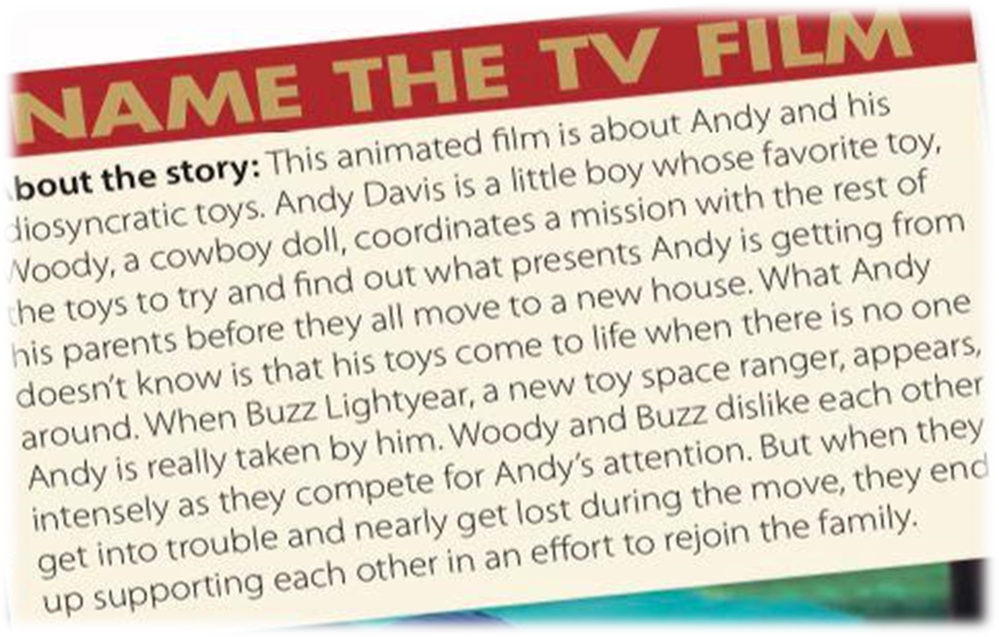 NAME THE TV FILM
bout the story: This animated film is about Andy and his
diosyncratic toys. Andy Davis is a little boy whose favorite toy,
Woody, a cowboy doll, coordinates a mission with the rest of
the toys to try and find out what presents Andy is getting from
his parents before they all move to a new house. What Andy
doesn't know is that his toys come to life when there is no one
around. When Buzz Lightyear, a new toy space ranger, appears,
Andy is really taken by him. Woody and Buzz dislike each other
intensely as they compete for Andy's attention. But when they
get into trouble and nearly get lost during the move, they end
up supporting each other in an effort to rejoin the family.